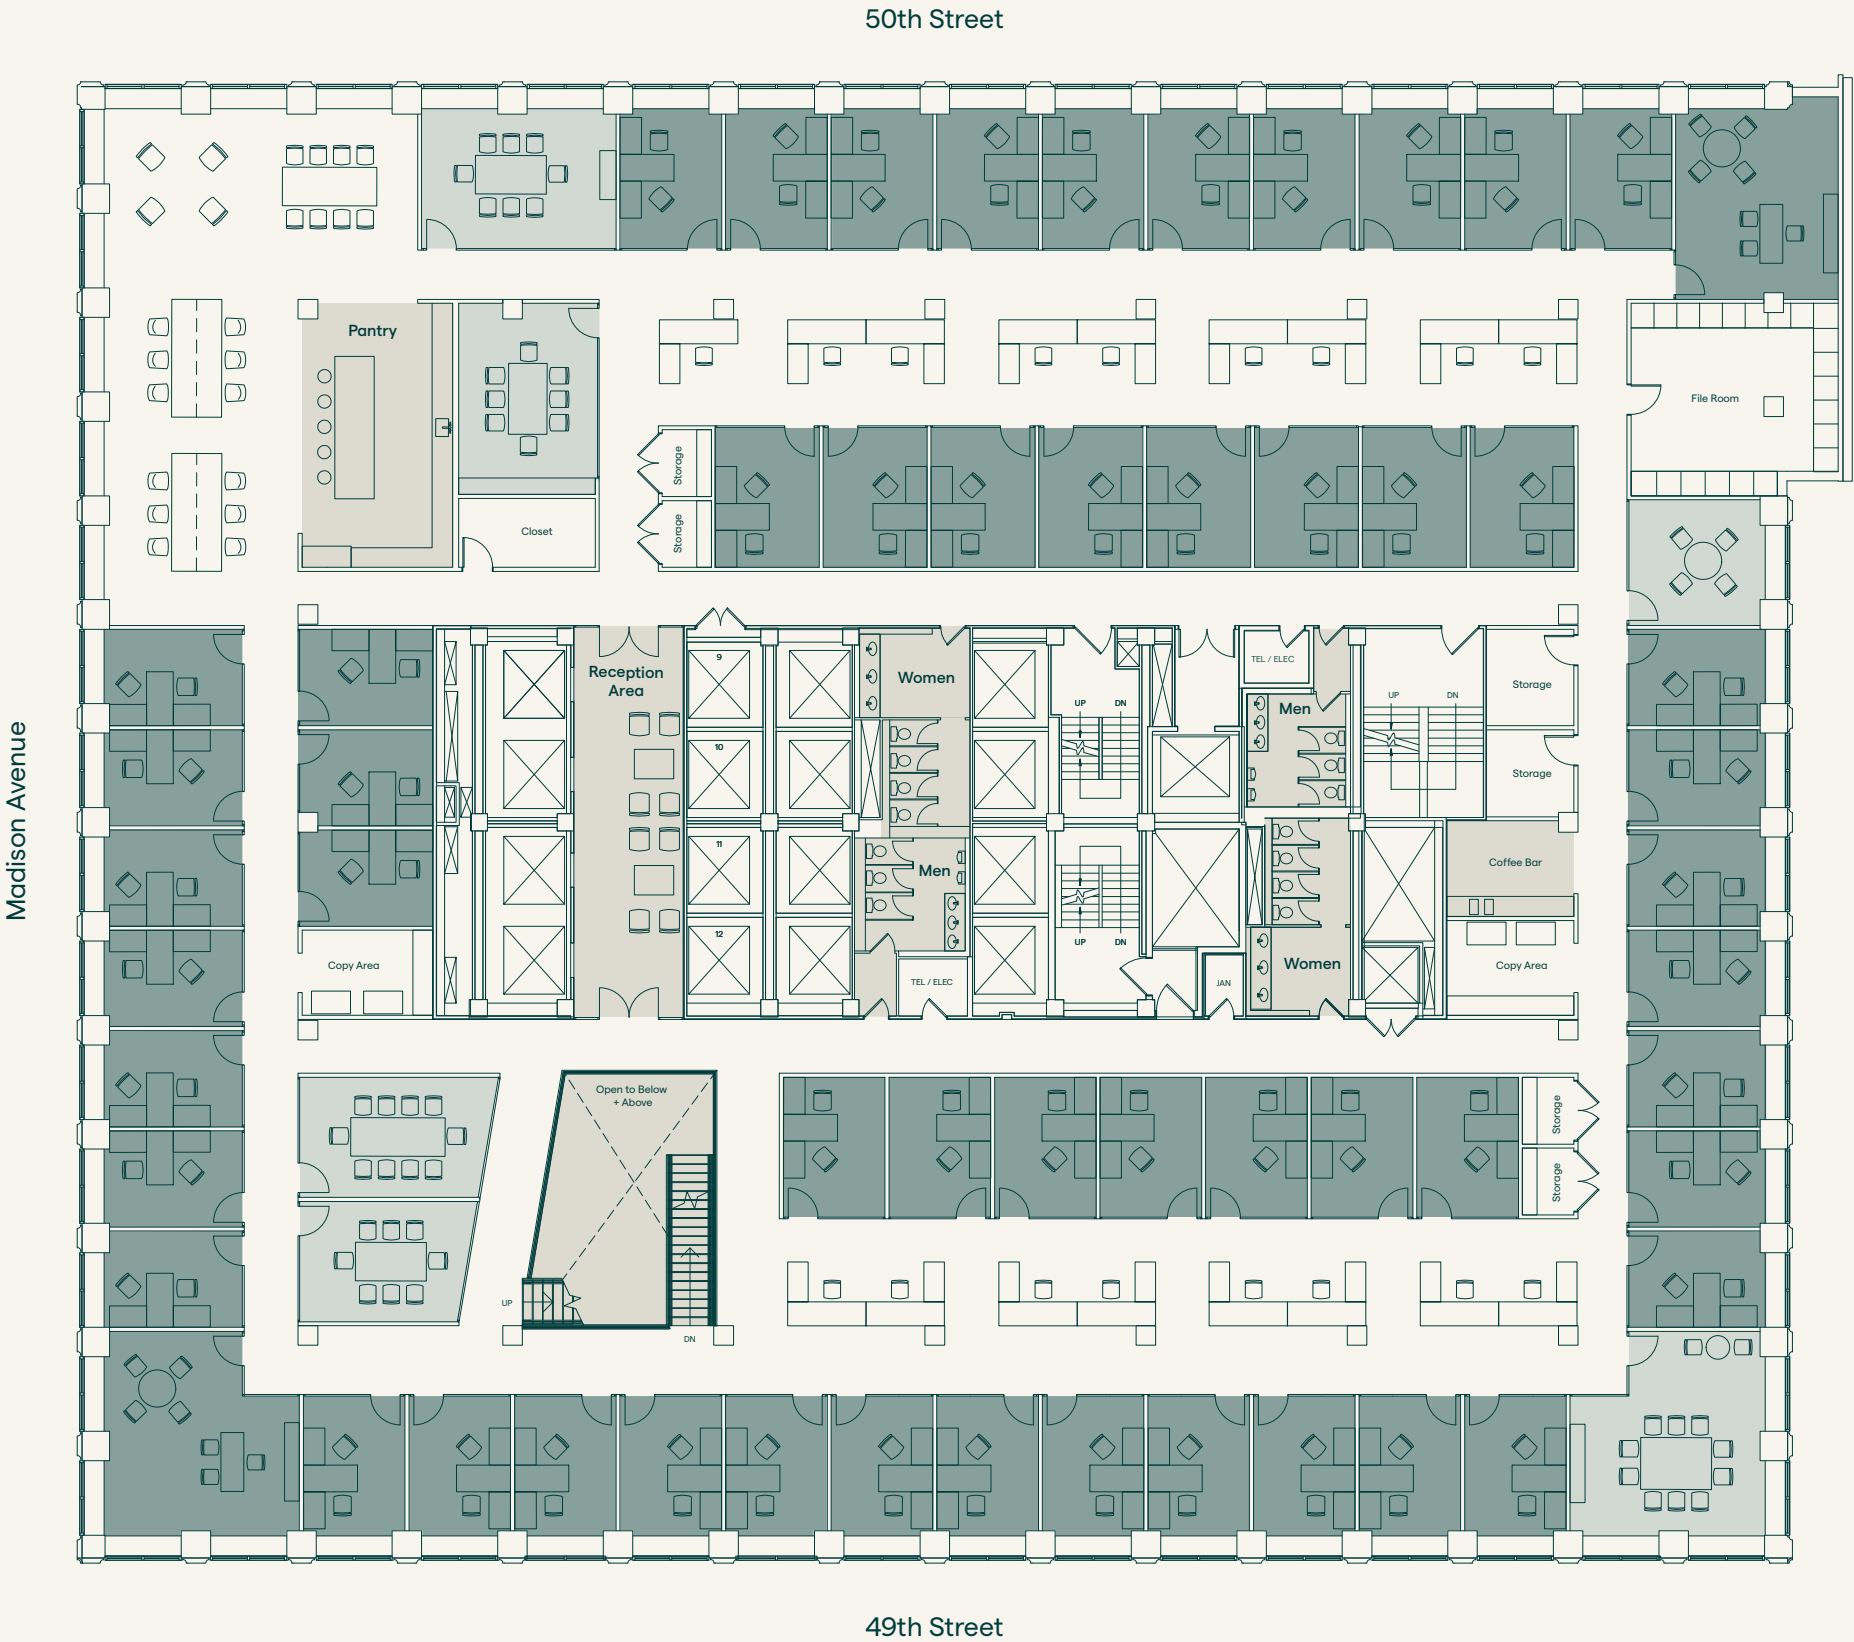 50th Street
Pantry
File Room
Storage
Closet
Storage
Madison Avenue
Reception
Area
9
Women
TEL / ELEC
UP
DN
Men
UP
DN
Storage
10
Storage
11
Men
Coffee Bar
12
UP
DN
Women
Copy Area
TEL / ELEC
JAN
Copy Area
Open to Below
+ Above
Storage
Storage
UP
DN
49th Street